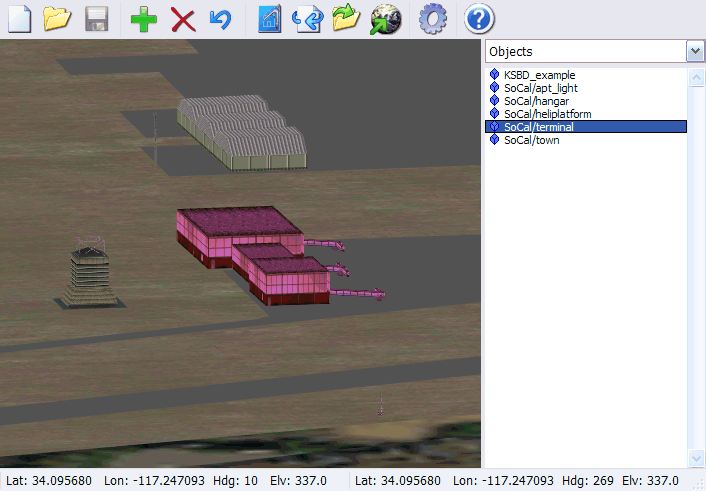 Objects
KSBD_example
SoCal/apt_light
SoCal/hangar
SoCal/heliplatform
SoCal/terminal
SoCal/town
Lat: 34.095680 Lon: -117.247093 Hdg: 10 Elv: 337.0 Lat: 34.095680 Lon: -117.247093 Hdg: 269 Elv: 337.0